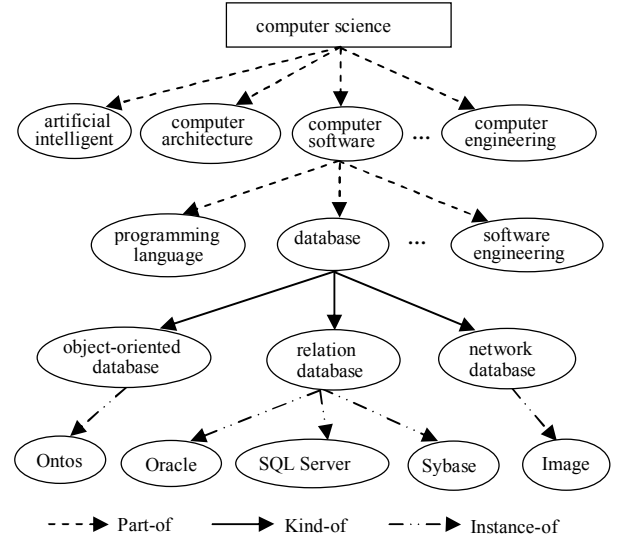 computer science
artificial
intelligent
computer
architecture
computer
software
...
computer
engineering
programming
language
database
...
software
engineering
object-oriented
database
relation
database
network
database
Ontos
Oracle
SQL Server
Sybase
Image
Part-of
Kind-of
Instance-of